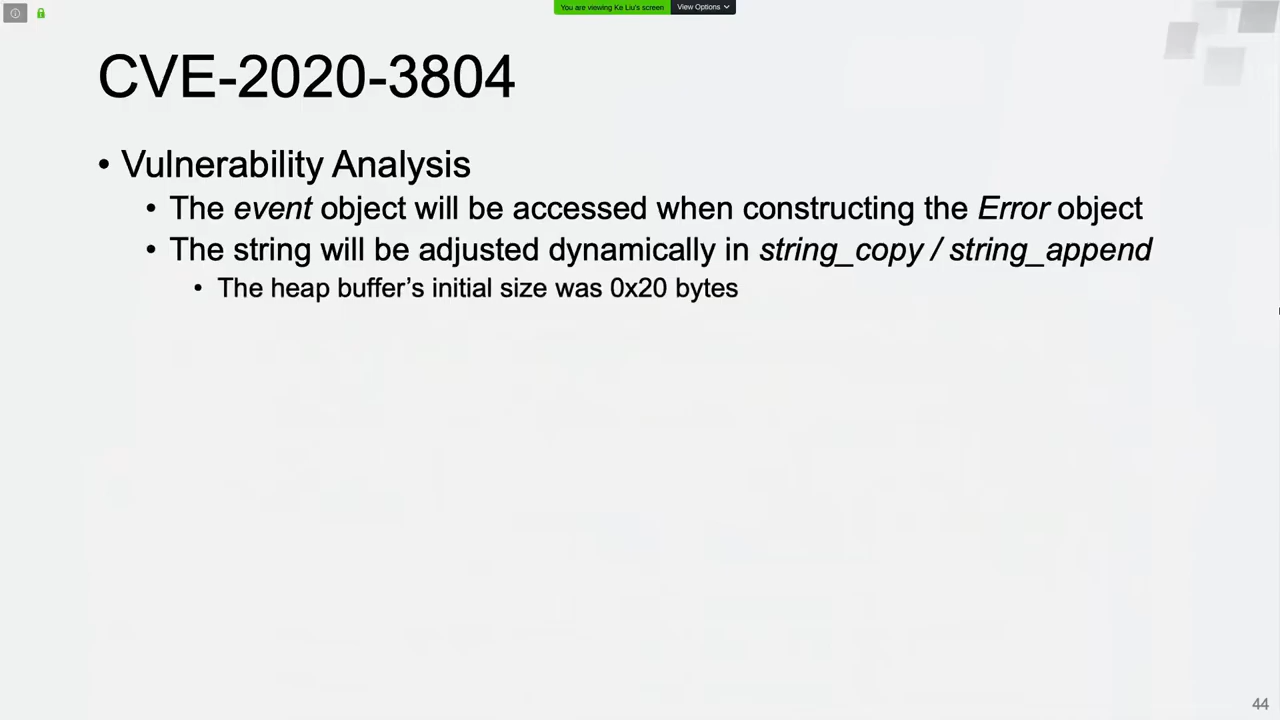 You are viewing Ke Liu's screen
View Options
CVE-2020-3804
• Vulnerability Analysis
• The event object will be accessed when constructing the Error object
• The string will be adjusted dynamically in string_copy / string_append
• The heap buffer’s initial size was 0x20 bytes
44